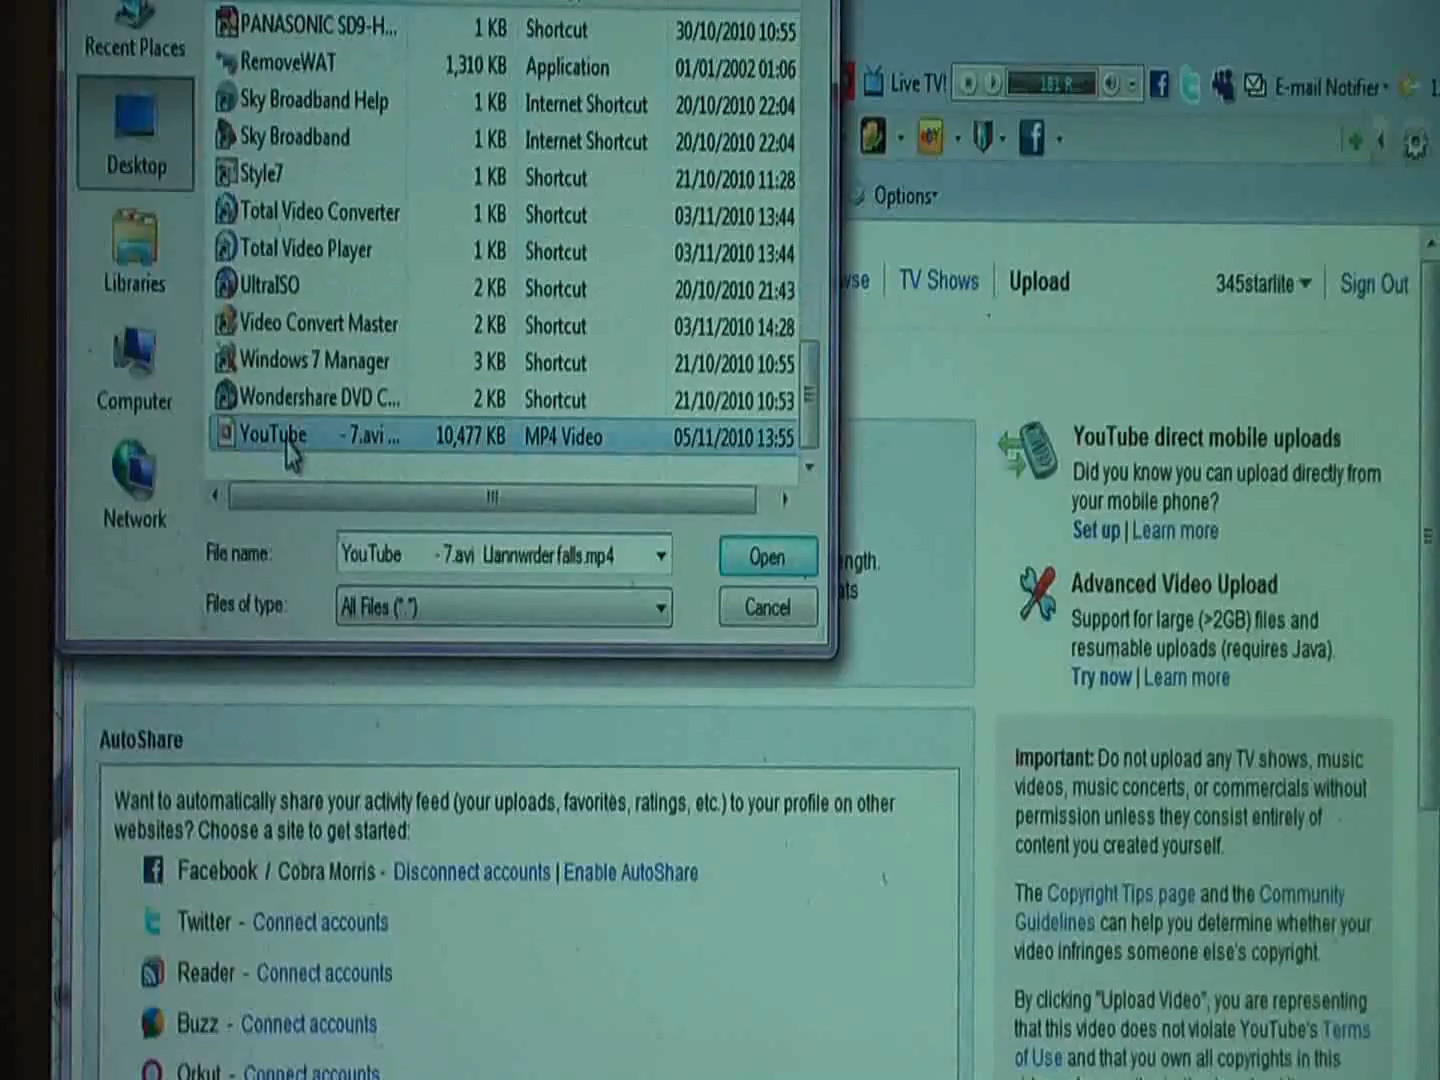 Recent Places
Desktop
Libraries
Computer
Network
PANASONIC SD9-H... 1 KB Shortcut 30/10/2010 10:55
RemoveWAT 1,310 KB Application 01/01/2002 01:06
Sky Broadband Help 1 KB Internet Shortcut 20/10/2010 22:04
Sky Broadband 1 KB Internet Shortcut 20/10/2010 22:04
Style7 1 KB Shortcut 21/10/2010 11:28
Total Video Converter 1 KB Shortcut 03/11/2010 13:44
Total Video Player 1 KB Shortcut 03/11/2010 13:44
UltraISO 2 KB Shortcut 20/10/2010 21:43
Video Convert Master 2 KB Shortcut 03/11/2010 14:28
Windows 7 Manager 3 KB Shortcut 21/10/2010 10:55
Wondershare DVD C... 2 KB Shortcut 21/10/2010 10:53
YouTube - 7.avi ... 10,477 KB MP4 Video 05/11/2010 13:55
File name: YouTube - 7.avi Uannwrder falls.mp4 Open
Files of type: All Files (*.*) Cancel
Live TV! E-mail Notifier
Options
TV Shows Upload 345starlite Sign Out
YouTube direct mobile uploads
Did you know you can upload directly from
your mobile phone?
Set up | Learn more
Advanced Video Upload
Support for large (>2GB) files and
resumable uploads (requires Java).
Try now | Learn more
AutoShare
Want to automatically share your activity feed (your uploads, favorites, ratings, etc.) to your profile on other
websites? Choose a site to get started:
Facebook / Cobra Morris - Disconnect accounts | Enable AutoShare
Twitter - Connect accounts
Reader - Connect accounts
Buzz - Connect accounts
Orkut - Connect accounts
Important: Do not upload any TV shows, music
videos, music concerts, or commercials without
permission unless they consist entirely of
content you created yourself.
The Copyright Tips page and the Community
Guidelines can help you determine whether your
video infringes someone else's copyright.
By clicking "Upload Video", you are representing
that this video does not violate YouTube's Terms
of Use and that you own all copyrights in this